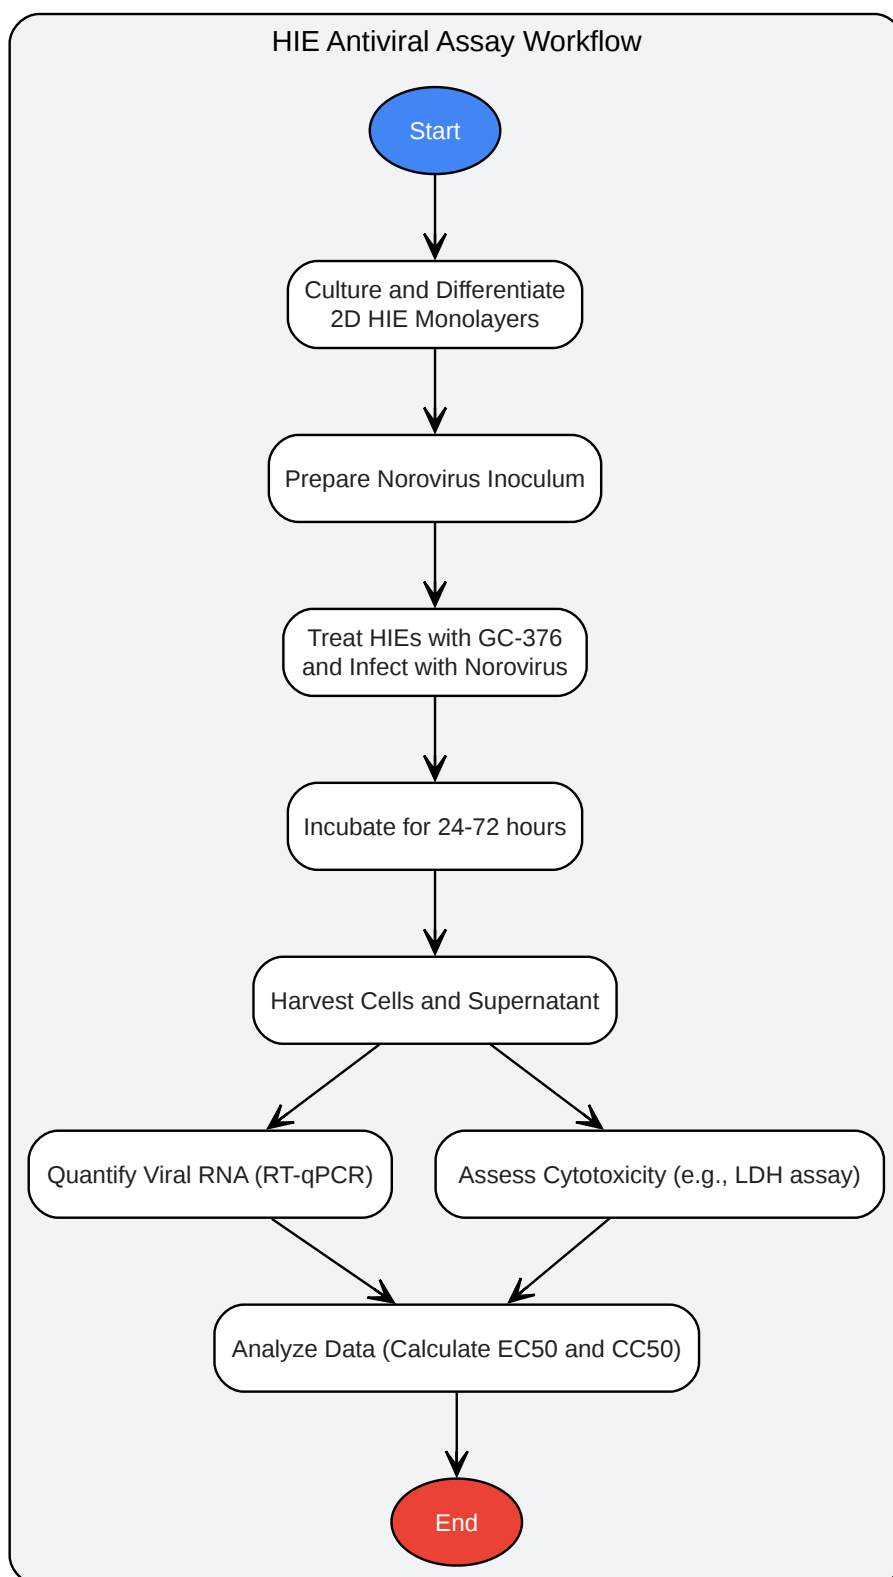 HIE Antiviral Assay Workflow
Start
Culture and Differentiate
2D HIE Monolayers
Prepare Norovirus Inoculum
Treat HIEs with GC-376
and Infect with Norovirus
Incubate for 24-72 hours
Harvest Cells and Supernatant
Quantify Viral RNA (RT-qPCR)
Assess Cytotoxicity (e.g., LDH assay)
Analyze Data (Calculate EC50 and CC50)
End